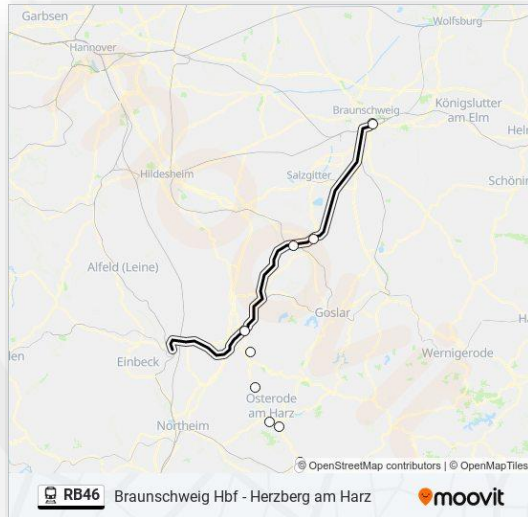 Garbsen
Wolfsburg
Hannover
Braunschweig
Königslutter
am Elm
Helm
Hildesheim
Salzgitter
Schöning
Alfeld (Leine)
Goslar
Einbeck
Wernigerode
Osterode
am Harz
Northeim
© OpenStreetMap contributors | © OpenMapTiles
RB46 Braunschweig Hbf - Herzberg am Harz
moovit